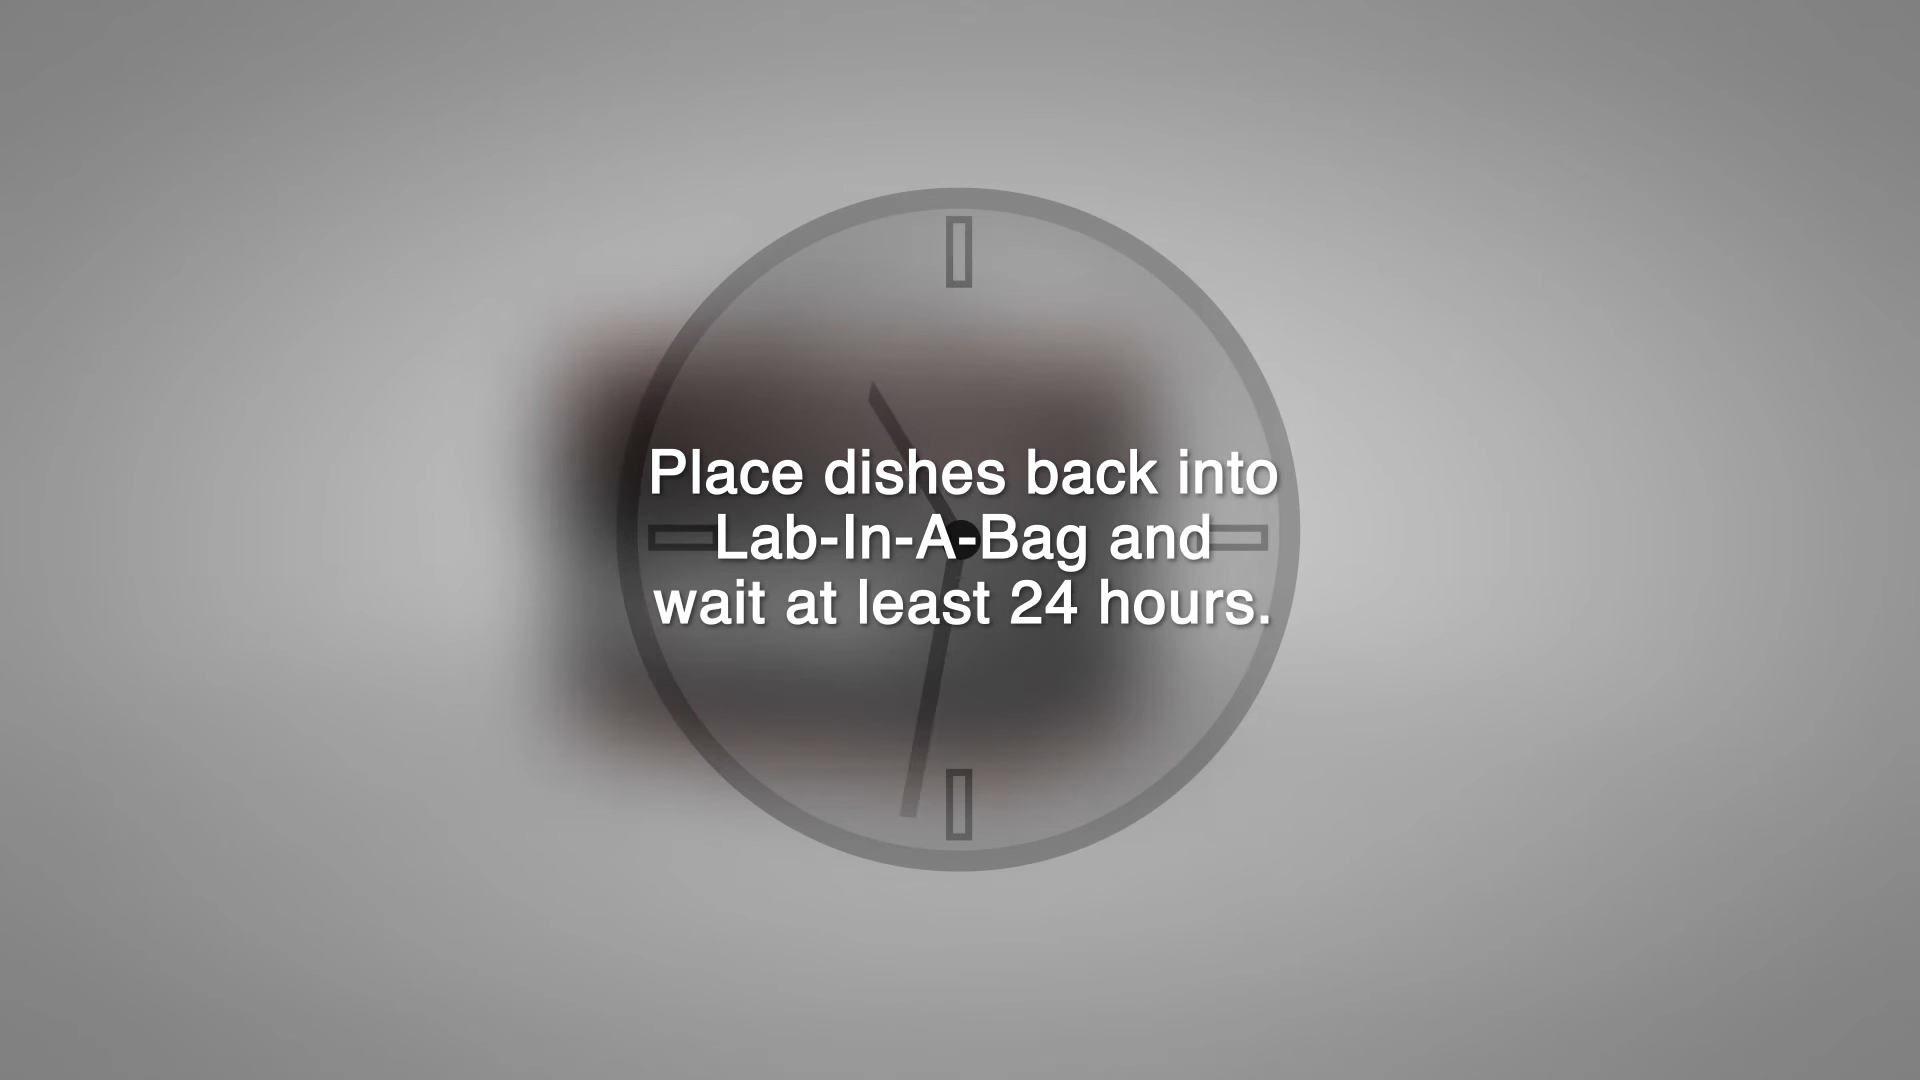 Place dishes back into
Lab-In-A-Bag and
wait at least 24 hours.